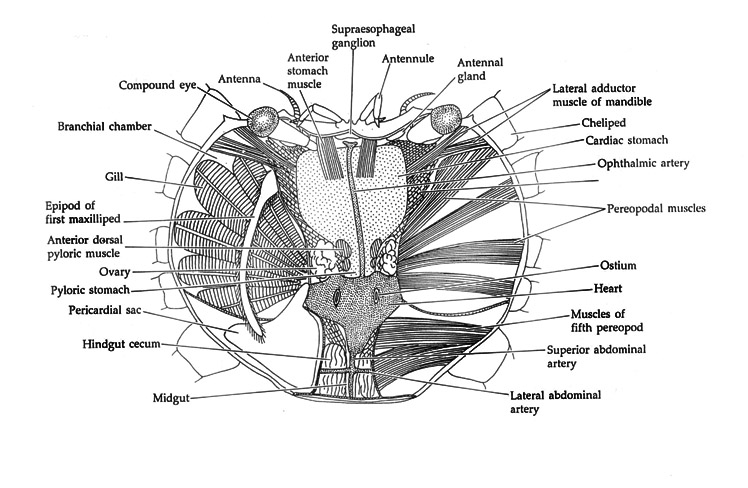 Supraesophageal
ganglion
Anterior
stomach
muscle
Antennule
Antennal
gland
Antenna
Compound eye
Branchial chamber
Gill
Epipod of
first maxilliped
Anterior dorsal
pyloric muscle
Ovary
Pyloric stomach
Pericardial sac
Hindgut cecum
Midgut
Lateral adductor
muscle of mandible
Cheliped
Cardiac stomach
Ophthalmic artery
Pereopodal muscles
Ostium
Heart
Muscles of
fifth pereopod
Superior abdominal
artery
Lateral abdominal
artery